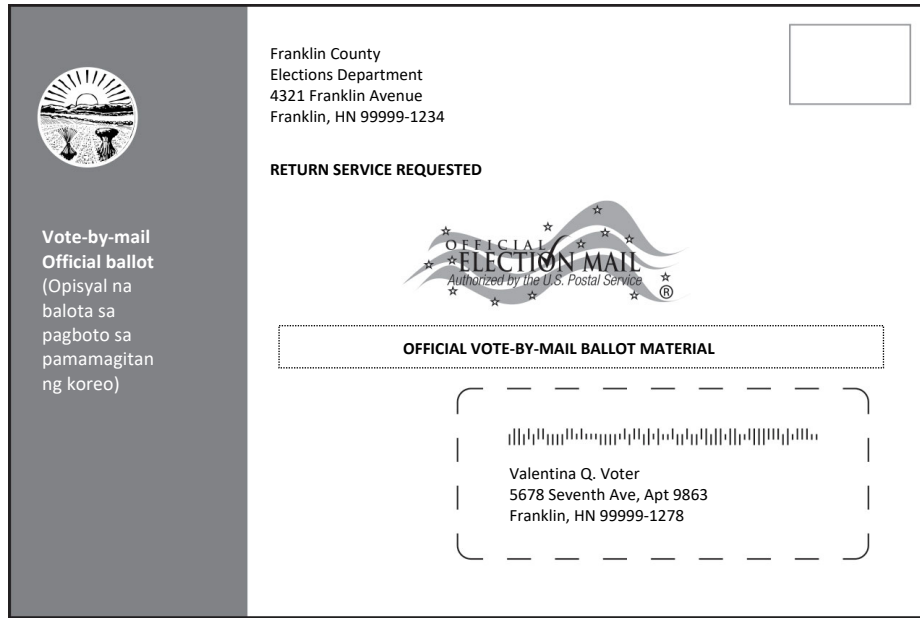 Vote-by-mail
Official ballot
(Opisyal na
balota sa
pagboto sa
pamamagitan
ng koreo)
Franklin County
Elections Department
4321 Franklin Avenue
Franklin, HN 99999-1234
RETURN SERVICE REQUESTED
OFFICIAL
ELECTION MAIL
Authorized by the U.S. Postal Service
®
OFFICIAL VOTE-BY-MAIL BALLOT MATERIAL
Valentina Q. Voter
5678 Seventh Ave, Apt 9863
Franklin, HN 99999-1278